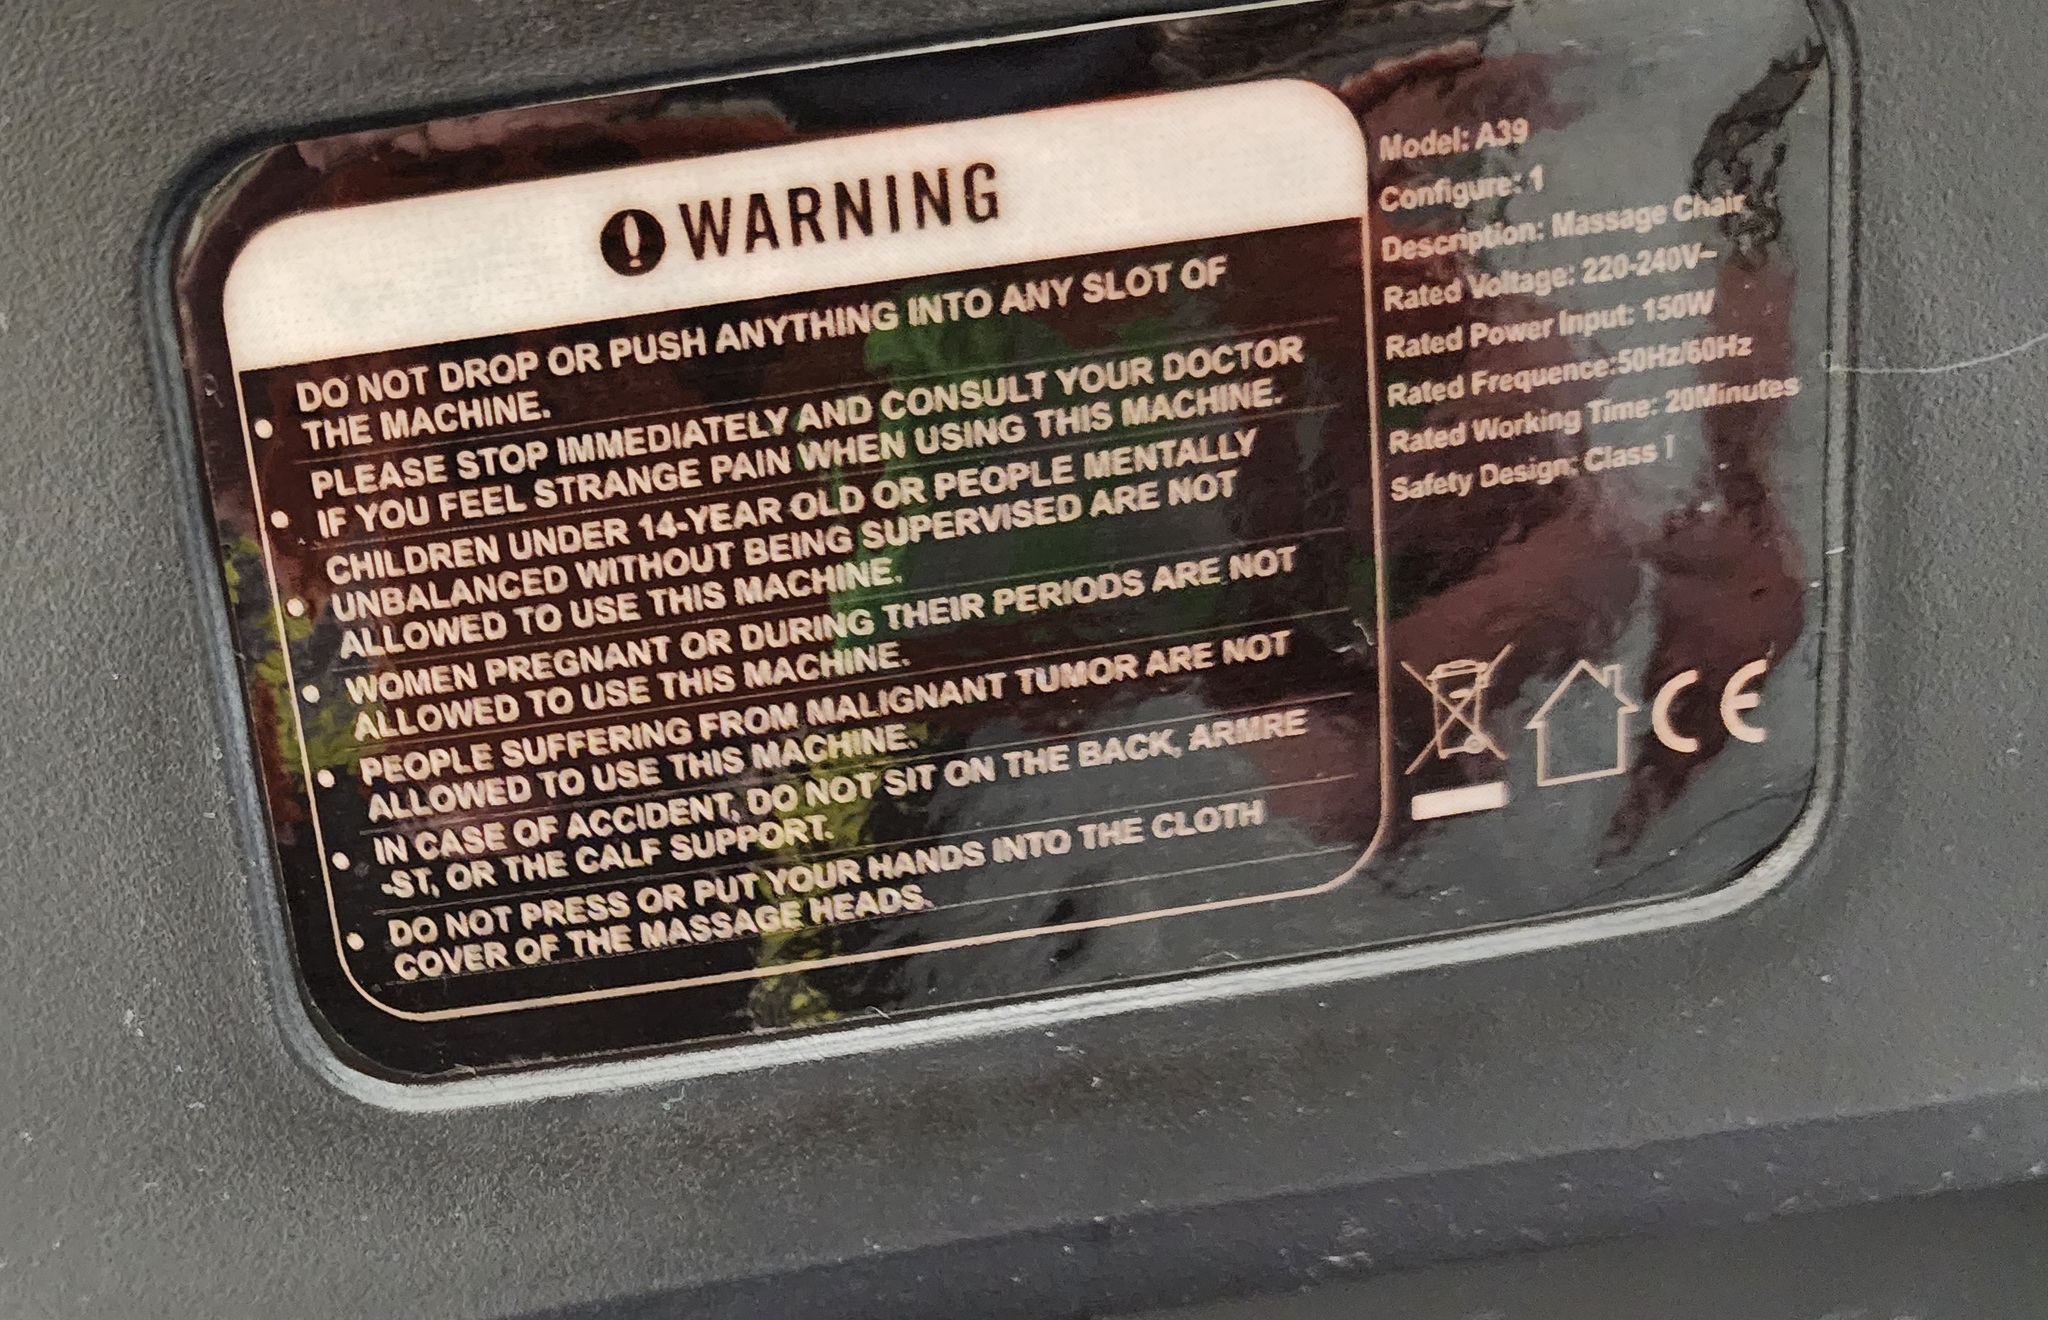 WARNING
DO NOT DROP OR PUSH ANYTHING INTO ANY SLOT OF
• THE MACHINE.
PLEASE STOP IMMEDIATELY AND CONSULT YOUR DOCTOR
• IF YOU FEEL STRANGE PAIN WHEN USING THIS MACHINE.
CHILDREN UNDER 14-YEAR OLD OR PEOPLE MENTALLY
• UNBALANCED WITHOUT BEING SUPERVISED ARE NOT
ALLOWED TO USE THIS MACHINE.
• WOMEN PREGNANT OR DURING THEIR PERIODS ARE NOT
ALLOWED TO USE THIS MACHINE.
• PEOPLE SUFFERING FROM MALIGNANT TUMOR ARE NOT
ALLOWED TO USE THIS MACHINE.
• IN CASE OF ACCIDENT, DO NOT SIT ON THE BACK, ARMRE
-ST, OR THE CALF SUPPORT.
• DO NOT PRESS OR PUT YOUR HANDS INTO THE CLOTH
COVER OF THE MASSAGE HEADS.
Model: A39
Configure: 1
Description: Massage Chair
Rated Voltage: 220-240V~
Rated Power Input: 150W
Rated Frequence:50Hz/60Hz
Rated Working Time: 20Minutes
Safety Design: Class I
CE